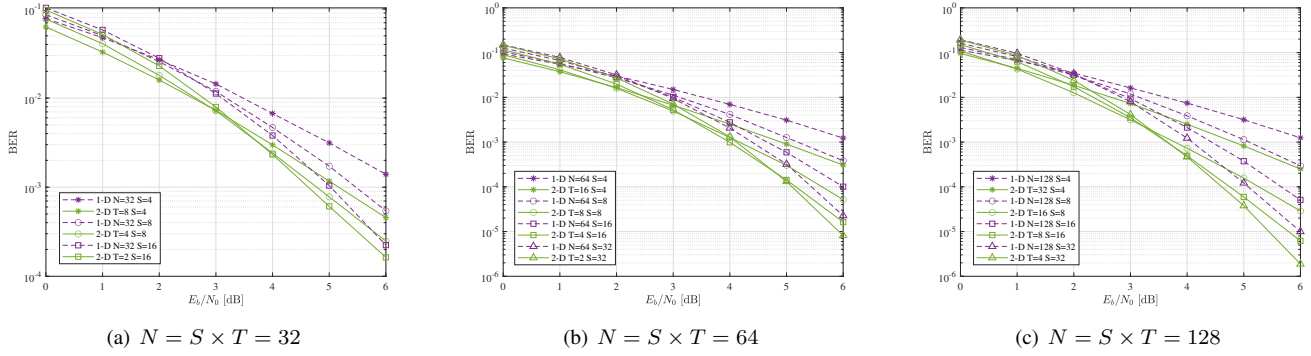 10^-1
10^-2
10^-3
10^-4
BER
0 1 2 3 4 5 6
E_b/N_0 [dB]
1-D N=32 S=4
2-D T=8 S=4
1-D N=32 S=8
2-D T=4 S=8
1-D N=32 S=16
2-D T=2 S=16
(a) N = S × T = 32
10^0
10^-1
10^-2
10^-3
10^-4
10^-5
10^-6
BER
0 1 2 3 4 5 6
E_b/N_0 [dB]
1-D N=64 S=4
2-D T=16 S=4
1-D N=64 S=8
2-D T=8 S=8
1-D N=64 S=16
2-D T=4 S=16
1-D N=64 S=32
2-D T=2 S=32
(b) N = S × T = 64
10^0
10^-1
10^-2
10^-3
10^-4
10^-5
10^-6
BER
0 1 2 3 4 5 6
E_b/N_0 [dB]
1-D N=128 S=4
2-D T=32 S=4
1-D N=128 S=8
2-D T=16 S=8
1-D N=128 S=16
2-D T=8 S=16
1-D N=128 S=32
2-D T=4 S=32
(c) N = S × T = 128